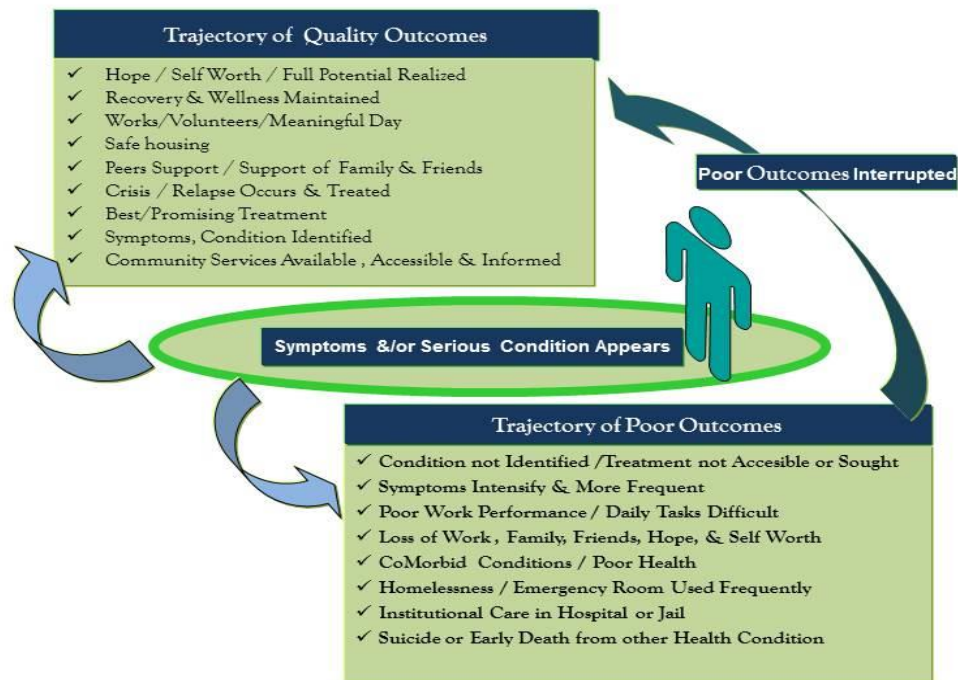 Trajectory of Quality Outcomes
✓ Hope / Self Worth / Full Potential Realized
✓ Recovery & Wellness Maintained
✓ Works/Volunteers/Meaningful Day
✓ Safe housing
✓ Peers Support / Support of Family & Friends
✓ Crisis / Relapse Occurs & Treated
✓ Best/Promising Treatment
✓ Symptoms, Condition Identified
✓ Community Services Available , Accessible & Informed
Poor Outcomes Interrupted
Symptoms &/or Serious Condition Appears
Trajectory of Poor Outcomes
✓ Condition not Identified /Treatment not Accesible or Sought
✓ Symptoms Intensify & More Frequent
✓ Poor Work Performance / Daily Tasks Difficult
✓ Loss of Work , Family, Friends, Hope, & Self Worth
✓ CoMorbid Conditions / Poor Health
✓ Homelessness / Emergency Room Used Frequently
✓ Institutional Care in Hospital or Jail
✓ Suicide or Early Death from other Health Condition